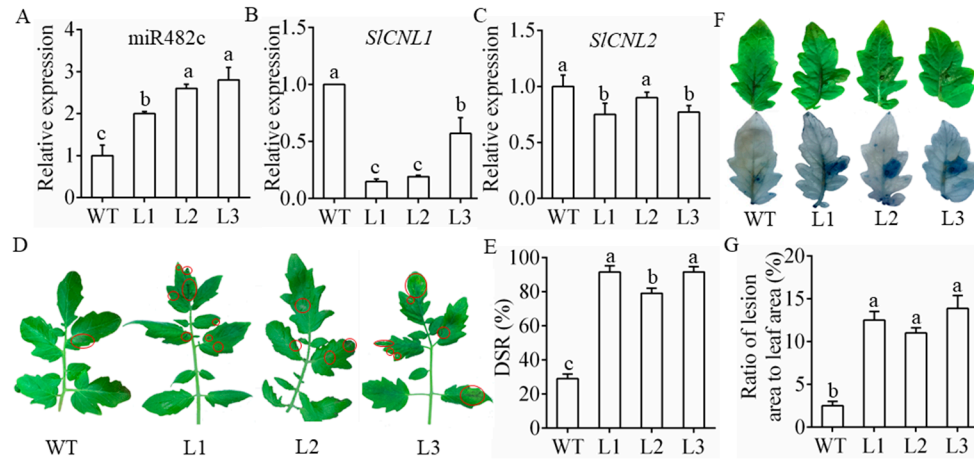 A
miR482c
Relative expression
4
3
2
1
0
c
b
a
a
WT L1 L2 L3
B
SlCNL1
Relative expression
1.5
1.0
0.5
0.0
a
c
c
b
WT L1 L2 L3
C
SlCNL2
Relative expression
1.5
1.0
0.5
0.0
a
b
a
b
WT L1 L2 L3
F
WT L1 L2 L3
D
WT L1 L2 L3
E
DSR (%)
100
80
60
40
20
0
c
a
b
a
WT L1 L2 L3
G
Ratio of lesion
area to leaf area (%)
20
15
10
5
0
b
a
a
a
WT L1 L2 L3